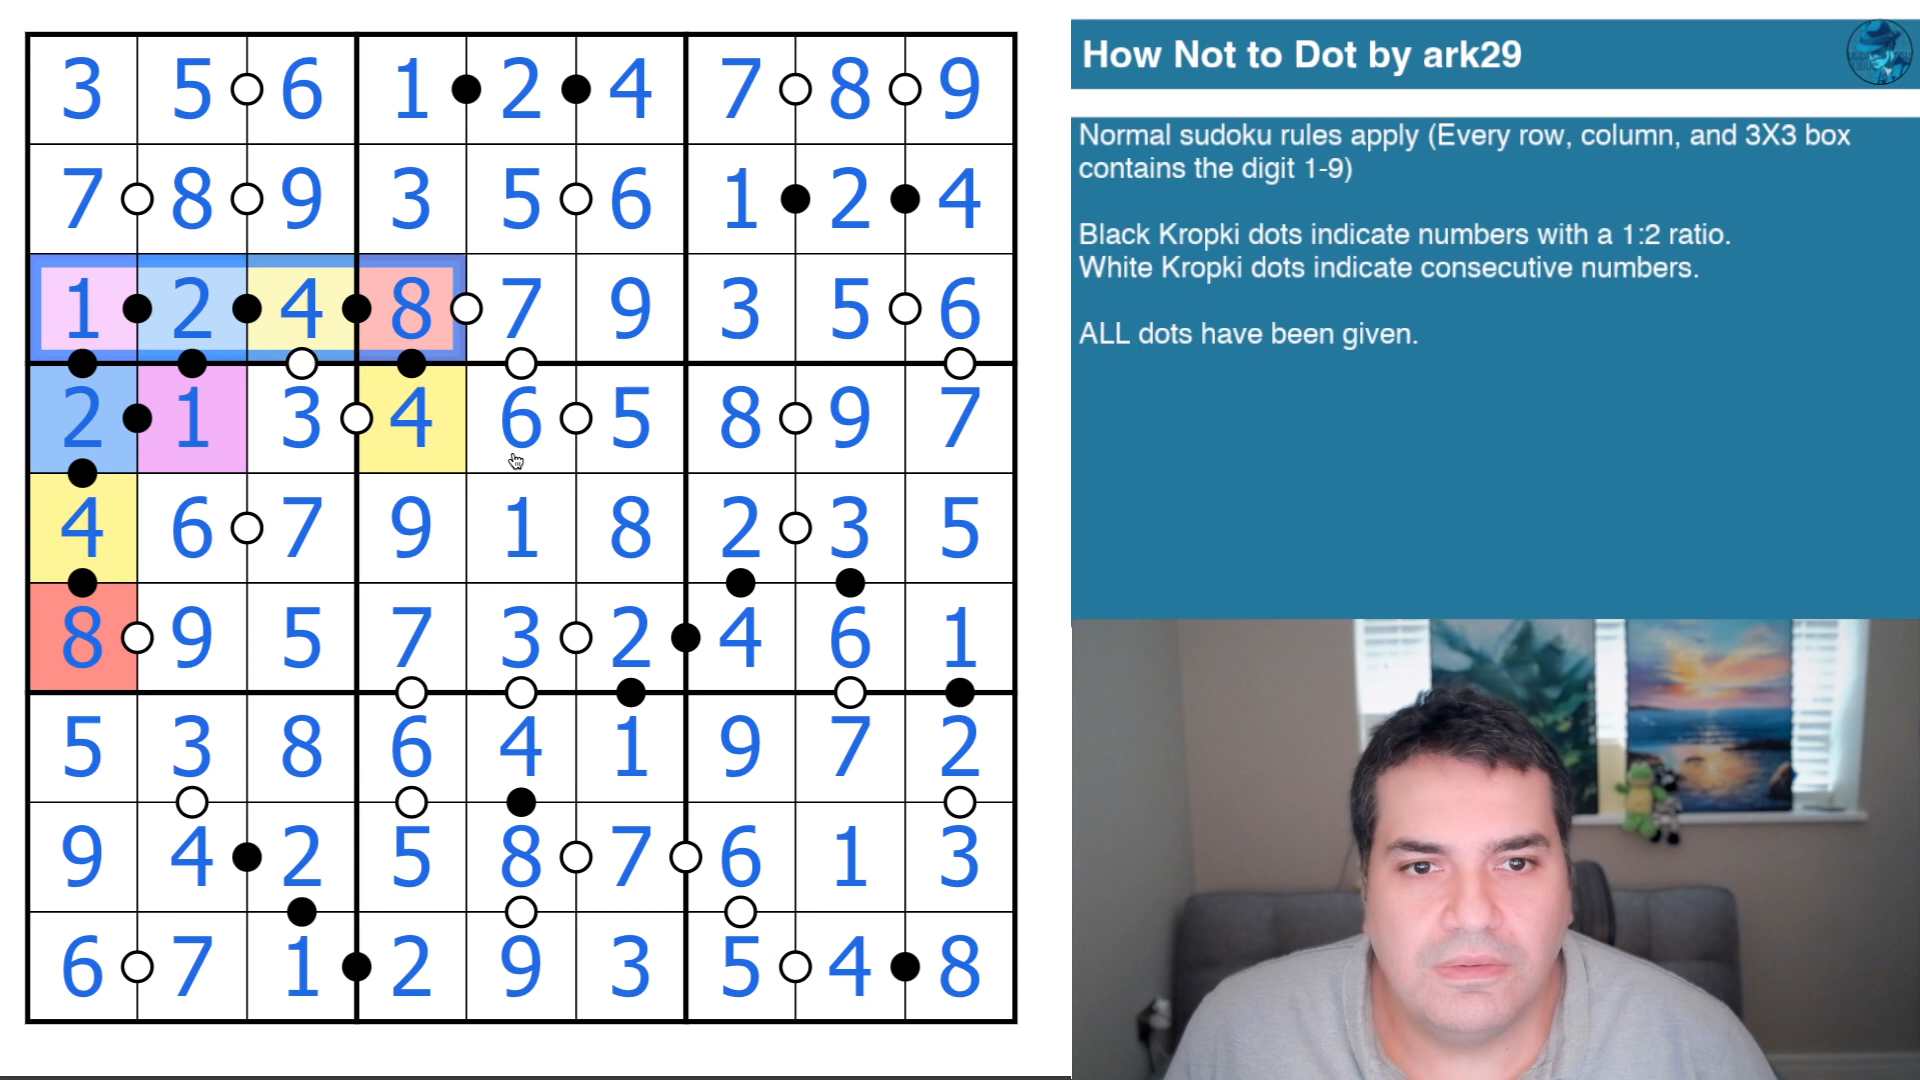 How Not to Dot by ark29
Normal sudoku rules apply (Every row, column, and 3X3 box
contains the digit 1-9)
Black Kropki dots indicate numbers with a 1:2 ratio.
White Kropki dots indicate consecutive numbers.
ALL dots have been given.
3 5 6 1 2 4 7 8 9
7 8 9 3 5 6 1 2 4
1 2 4 8 7 9 3 5 6
2 1 3 4 6 5 8 9 7
4 6 7 9 1 8 2 3 5
8 9 5 7 3 2 4 6 1
5 3 8 6 4 1 9 7 2
9 4 2 5 8 7 6 1 3
6 7 1 2 9 3 5 4 8